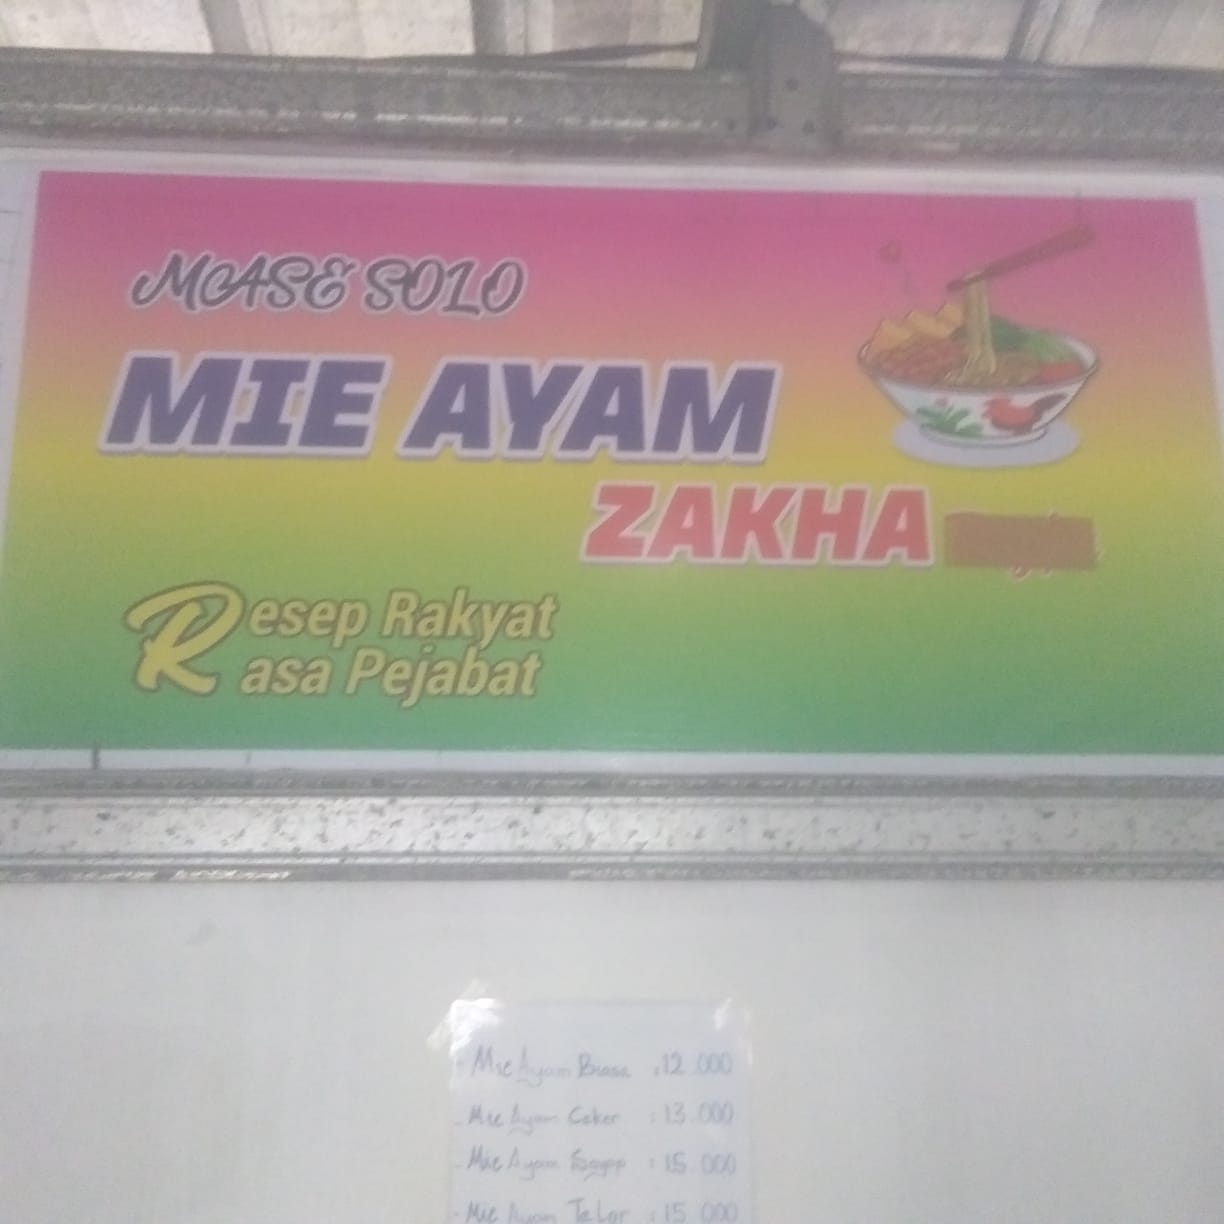 MASE SOLO
MIE AYAM
ZAKHA
Resep Rakyat
Rasa Pejabat
- Mie Ayam Biasa : 12.000
- Mie Ayam Ceker : 13.000
- Mie Ayam Sayap : 15.000
- Mie Ayam Telor : 15.000